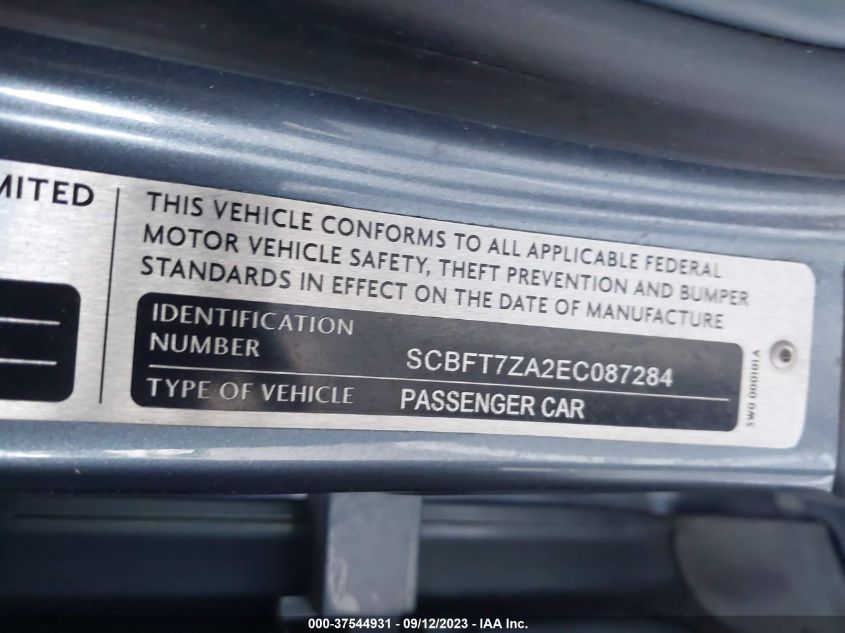 MITED
THIS VEHICLE CONFORMS TO ALL APPLICABLE FEDERAL
MOTOR VEHICLE SAFETY, THEFT PREVENTION AND BUMPER
STANDARDS IN EFFECT ON THE DATE OF MANUFACTURE
IDENTIFICATION
NUMBER
SCBFT7ZA2EC087284
TYPE OF VEHICLE
PASSENGER CAR
3W0 000101A
000-37544931 - 09/12/2023 - IAA Inc.